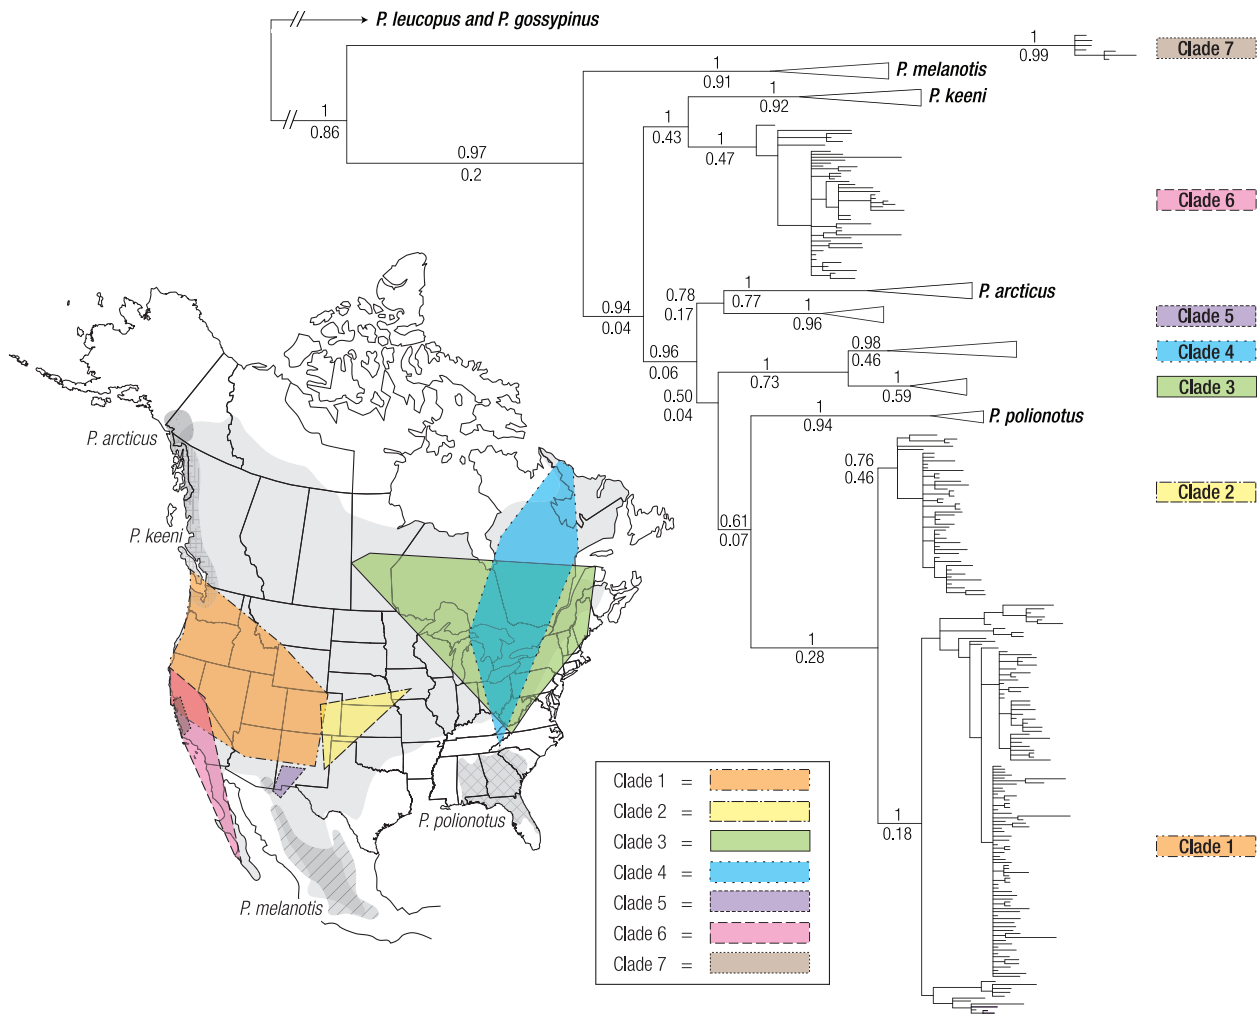 P. leucopus and P. gossypinus
1
0.99
Clade 7
1
0.91
P. melanotis
1
0.92
P. keeni
1
0.86
1
0.43
1
0.47
0.97
0.2
Clade 6
0.94
0.04
0.78
0.17
1
0.77
P. arcticus
1
0.96
Clade 5
0.96
0.06
0.98
0.46
Clade 4
1
0.73
1
0.59
Clade 3
0.50
0.04
1
0.94
P. polionotus
0.76
0.46
Clade 2
0.61
0.07
1
0.28
1
0.18
Clade 1
P. arcticus
P. keeni
P. polionotus
P. melanotis
Clade 1 =
Clade 2 =
Clade 3 =
Clade 4 =
Clade 5 =
Clade 6 =
Clade 7 =